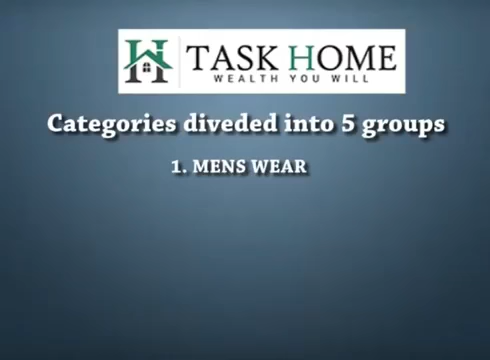 TASK HOME
WEALTH YOU WILL
Categories diveded into 5 groups
1. MENS WEAR